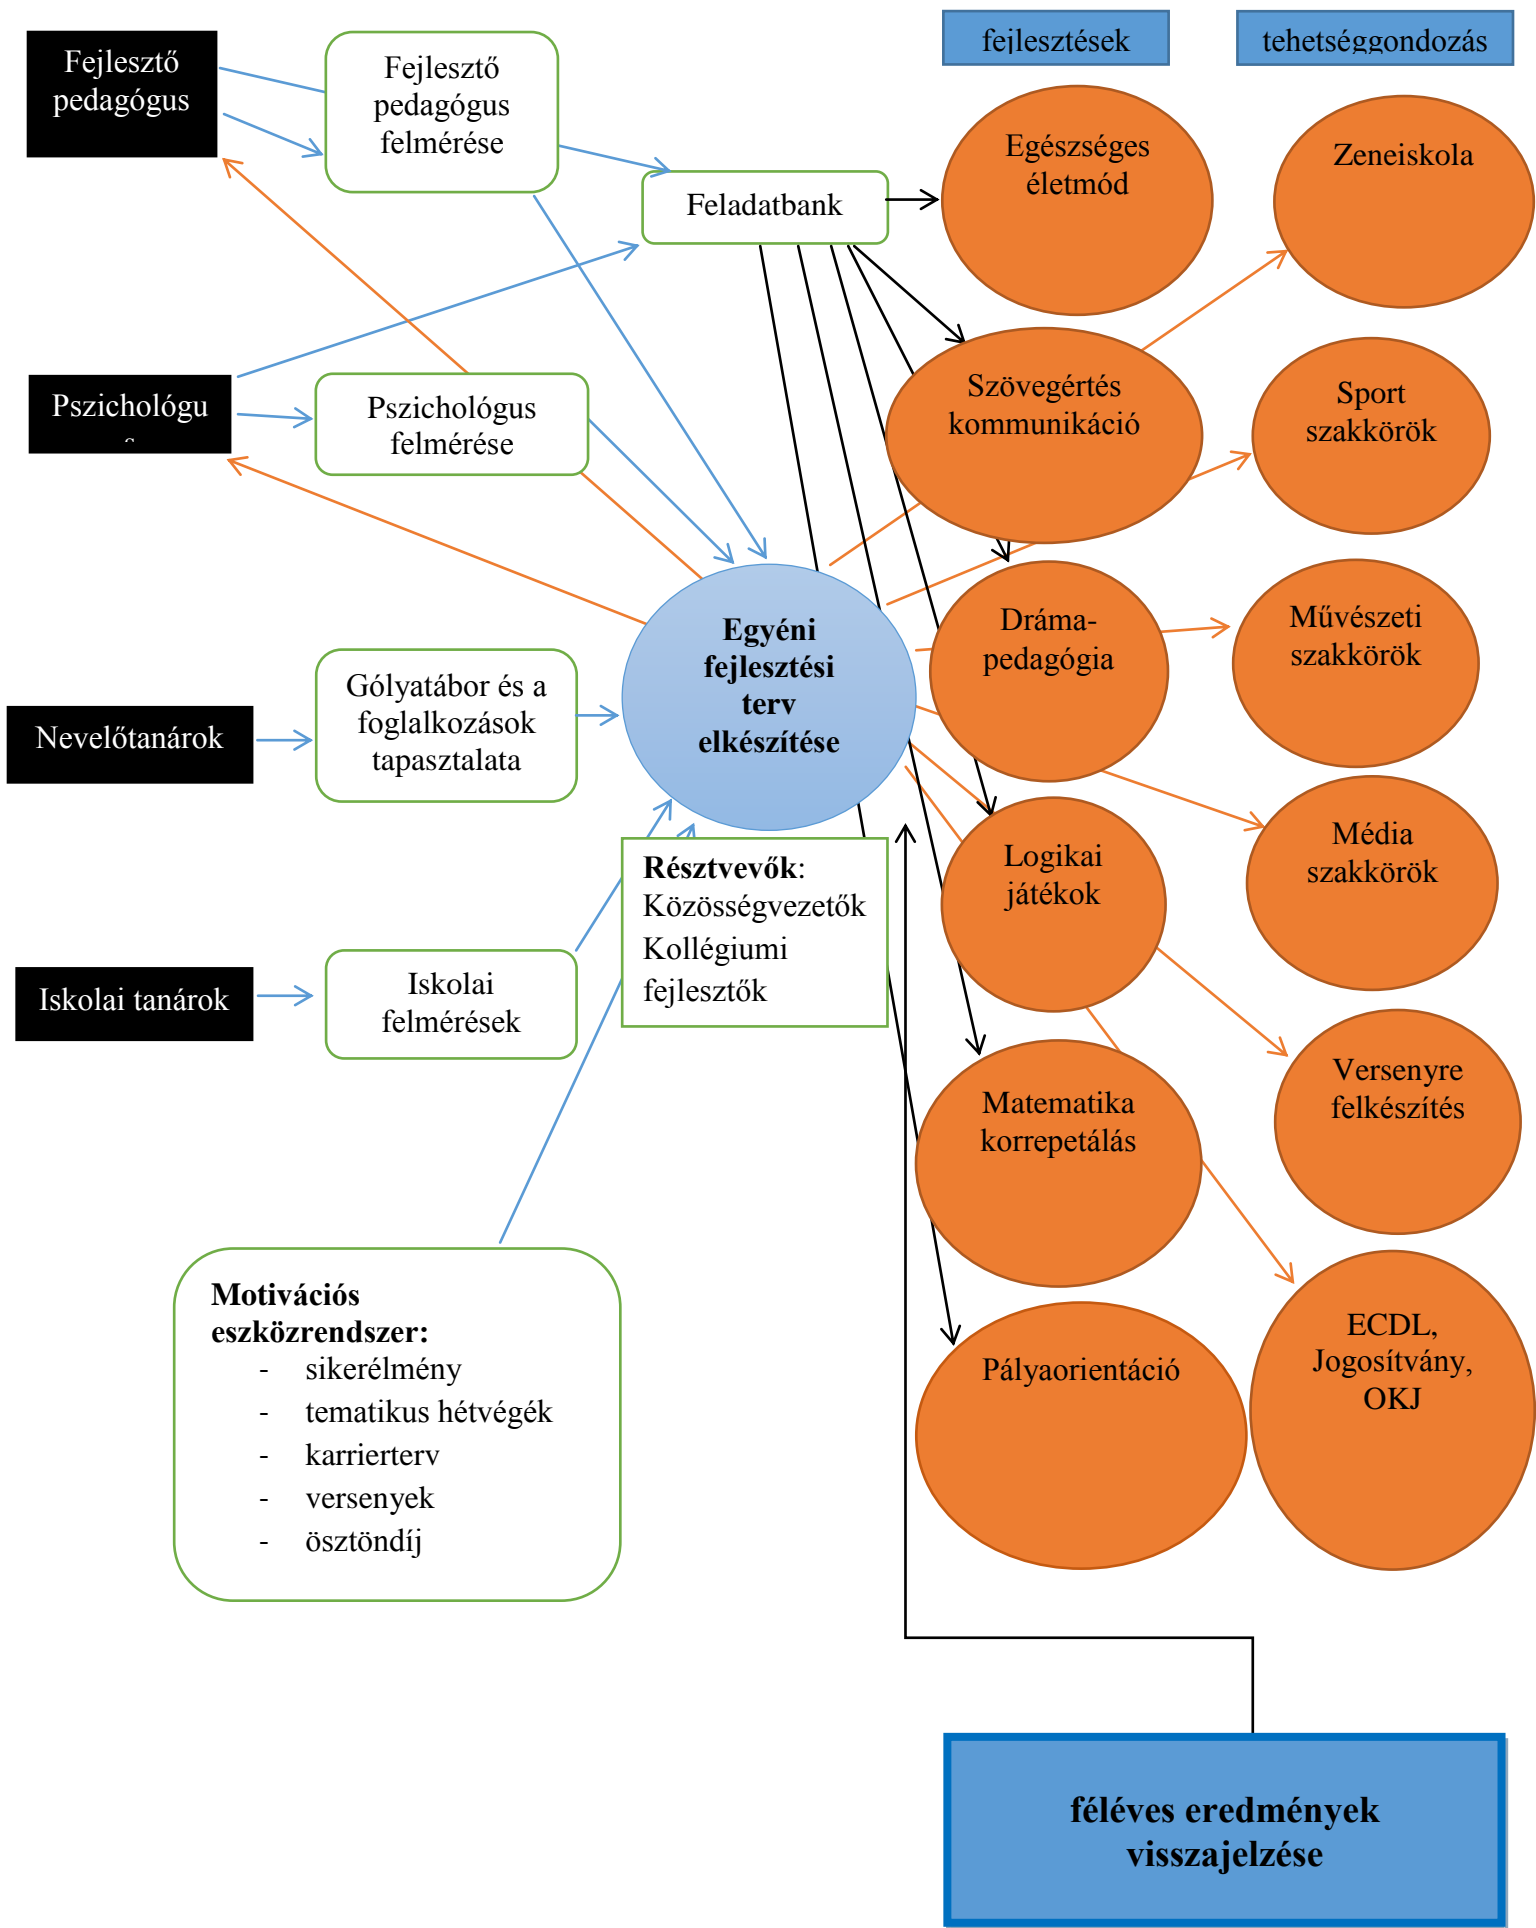 fejlesztések
tehetséggondozás
Fejlesztő
pedagógus
Fejlesztő
pedagógus
felmérése
Feladatbank
Egészséges
életmód
Zeneiskola
Pszichológu
s
Pszichológus
felmérése
Szövegértés
kommunikáció
Sport
szakkörök
Egyéni
fejlesztési
terv
elkészítése
Dráma-
pedagógia
Művészeti
szakkörök
Nevelőtanárok
Gólyatábor és a
foglalkozások
tapasztalata
Résztvevők:
Közösségvezetők
Kollégiumi
fejlesztők
Logikai
játékok
Média
szakkörök
Iskolai tanárok
Iskolai
felmérések
Matematika
korrepetálás
Versenyre
felkészítés
Motivációs
eszközrendszer:
- sikerélmény
- tematikus hétvégék
- karrierterv
- versenyek
- ösztöndíj
Pályaorientáció
ECDL,
Jogosítvány,
OKJ
féléves eredmények
visszajelzése